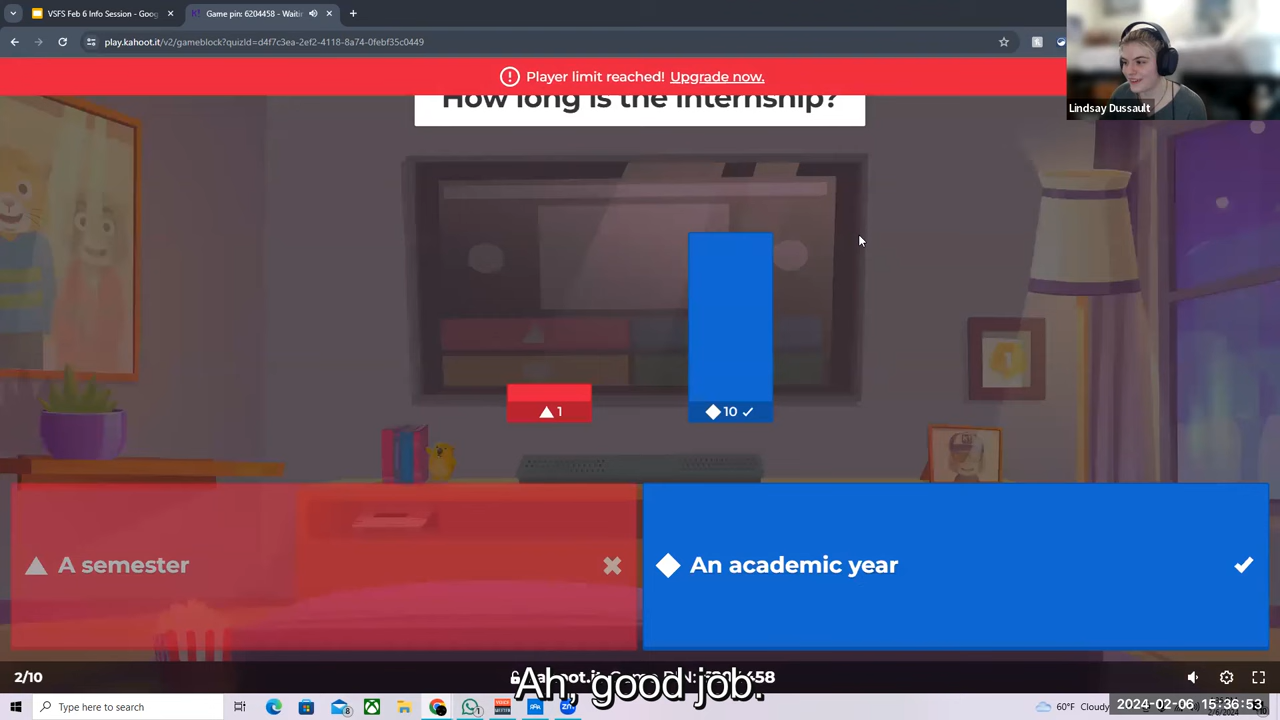 VSFS Feb 6 Info Session - Goog
Game pin: 6204458 - Waitin
play.kahoot.it/v2/gameblock?quizId=d4f7c3ea-2ef2-4118-8a74-0febf35c0449
Player limit reached! Upgrade now.
Lindsay Dussault
How long is the internship?
1
10
A semester
An academic year
2/10
Ah, good job.
Type here to search
60°F Cloudy
2024-02-06 15:36:53